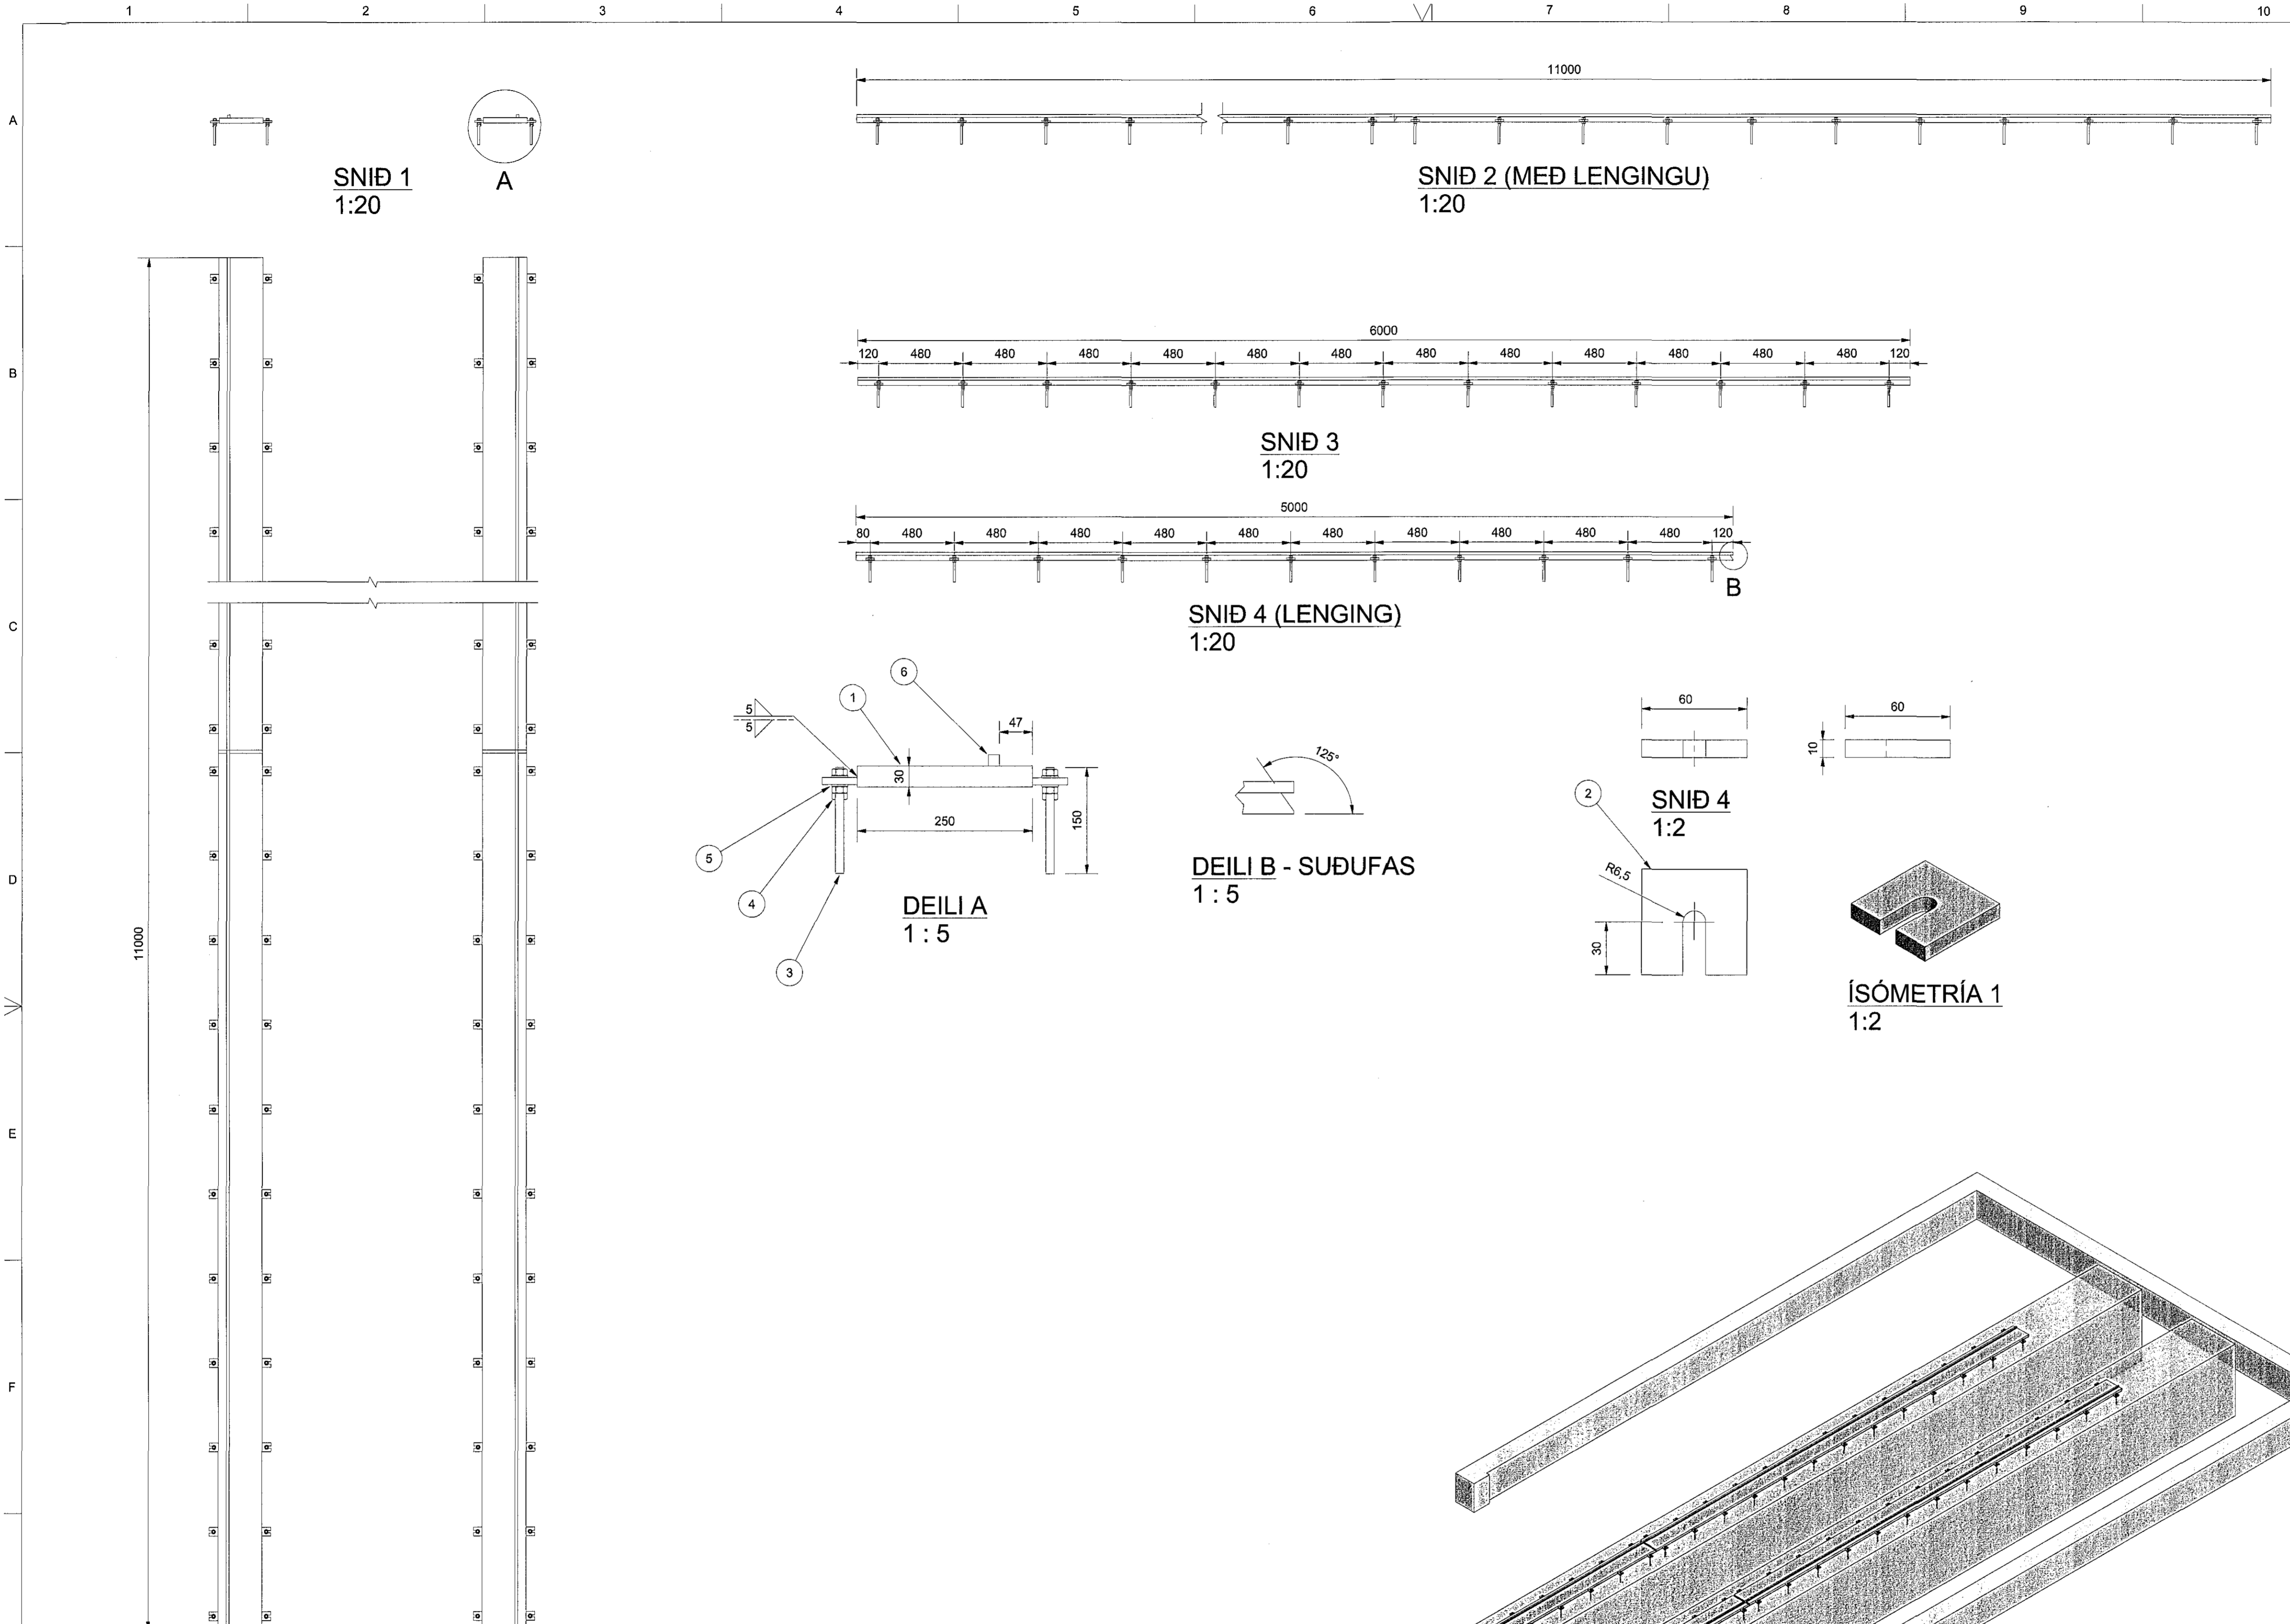 1 2 3 4 5 6 7 8 9 10
A
B
C
D
E
F
SNIÐ 1
1:20
A
11000
SNIÐ 2 (MEÐ LENGINGU)
1:20
11000
6000
120 480 480 480 480 480 480 480 480 480 480 480 480 120
SNIÐ 3
1:20
5000
80 480 480 480 480 480 480 480 480 480 480 120
B
SNIÐ 4 (LENGING)
1:20
6
1
5
5
47
30
250
150
5
4
3
DEILI A
1 : 5
125°
DEILI B - SUÐUFAS
1 : 5
60
60
10
SNIÐ 4
1:2
2
R6,5
30
ÍSÓMETRÍA 1
1:2